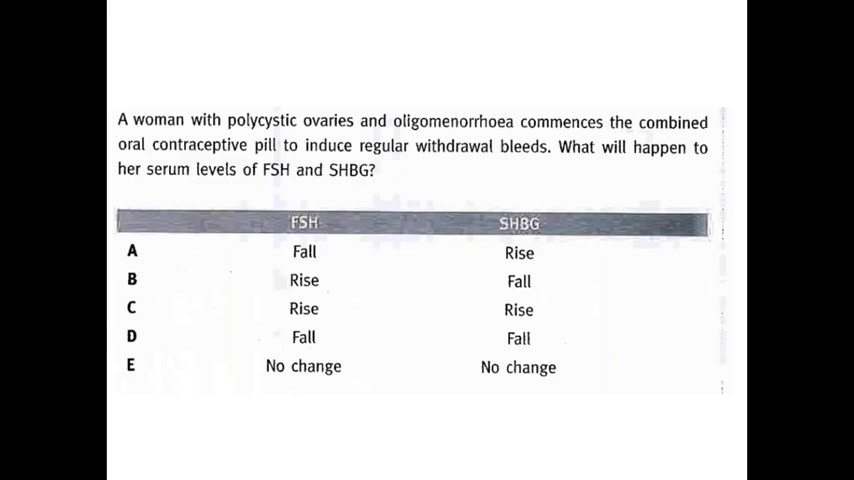 A woman with polycystic ovaries and oligomenorrhoea commences the combined
oral contraceptive pill to induce regular withdrawal bleeds. What will happen to
her serum levels of FSH and SHBG?
FSH SHBG
A Fall Rise
B Rise Fall
C Rise Rise
D Fall Fall
E No change No change